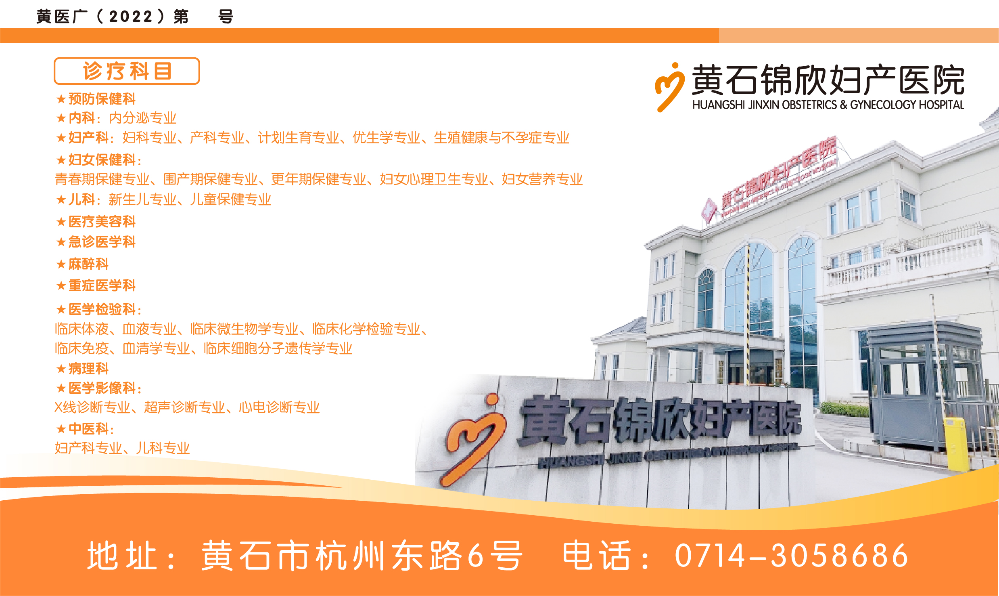 黄医广（2022）第 号
诊疗科目
★预防保健科
★内科：内分泌专业
★妇产科：妇科专业、产科专业、计划生育专业、优生学专业、生殖健康与不孕症专业
★妇女保健科：
青春期保健专业、围产期保健专业、更年期保健专业、妇女心理卫生专业、妇女营养专业
★儿科：新生儿专业、儿童保健专业
★医疗美容科
★急诊医学科
★麻醉科
★重症医学科
★医学检验科：
临床体液、血液专业、临床微生物学专业、临床化学检验专业、
临床免疫、血清学专业、临床细胞分子遗传学专业
★病理科
★医学影像科：
X线诊断专业、超声诊断专业、心电诊断专业
★中医科：
妇产科专业、儿科专业
黄石锦欣妇产医院
HUANGSHI JINXIN OBSTETRICS & GYNECOLOGY HOSPITAL
黄石锦欣妇产医院
黄石锦欣妇产医院
HUANGSHI JINXIN OBSTETRICS & GYNECOLOGY HOSPITAL
地址：黄石市杭州东路6号 电话：0714-3058686